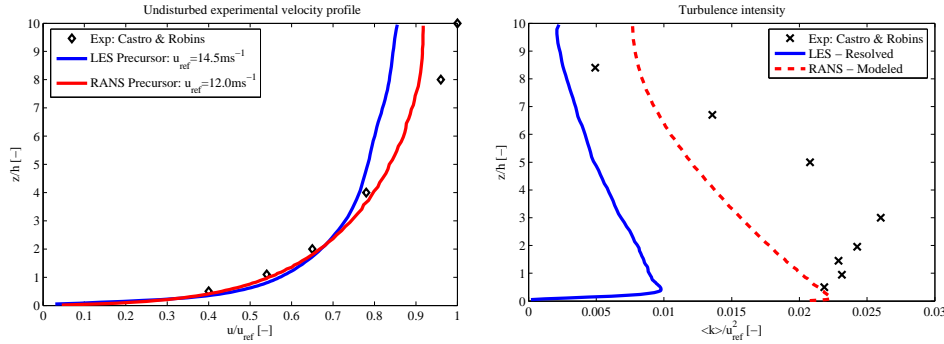 Undisturbed experimental velocity profile
10
9
8
7
6
5
4
3
2
1
0
z/h [−]
Exp: Castro & Robins
LES Precursor: u_ref=14.5ms⁻¹
RANS Precursor: u_ref=12.0ms⁻¹
0 0.1 0.2 0.3 0.4 0.5 0.6 0.7 0.8 0.9 1
u/u_ref [−]
Turbulence intensity
10
9
8
7
6
5
4
3
2
1
0
z/h [−]
Exp: Castro & Robins
LES − Resolved
RANS − Modeled
0 0.005 0.01 0.015 0.02 0.025 0.03
<k>/u²_ref [−]